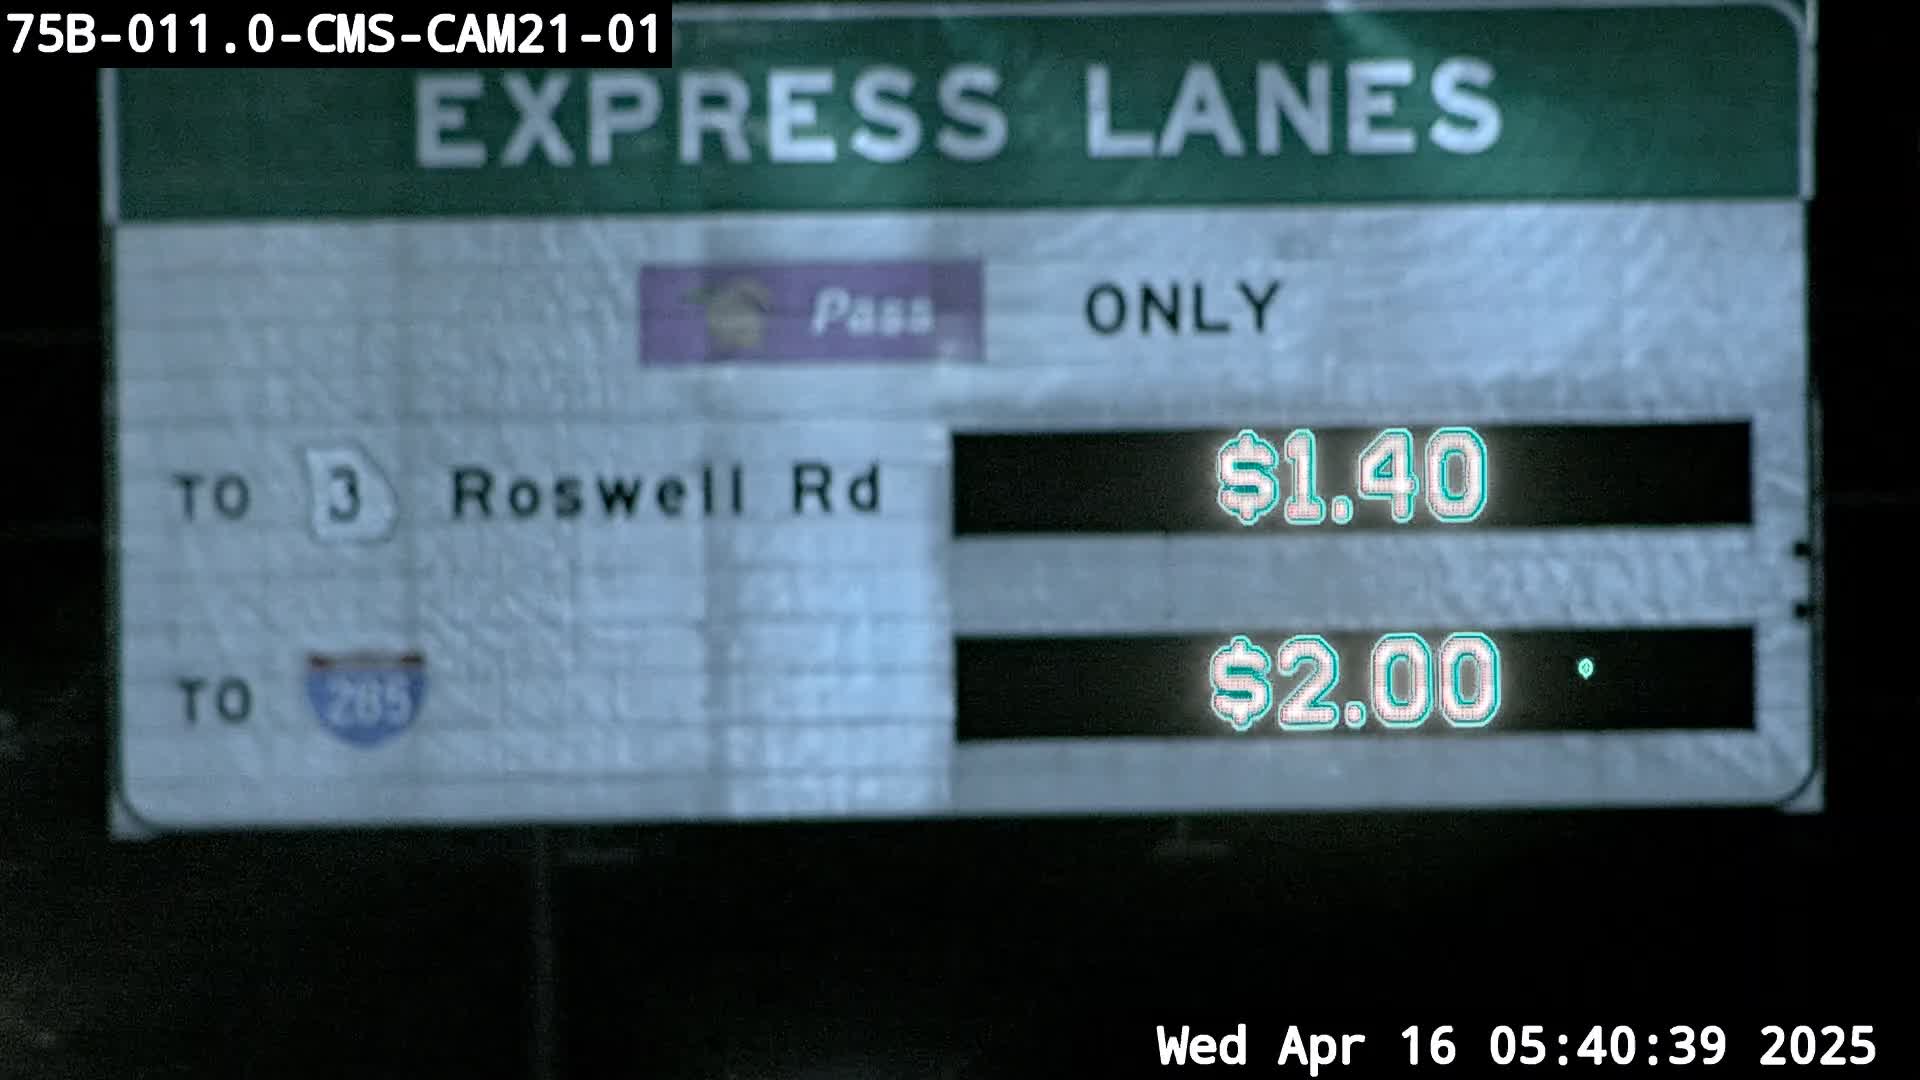 75B-011.0-CMS-CAM21-01
EXPRESS LANES
Pass ONLY
TO 3 Roswell Rd $1.40
TO 285 $2.00
Wed Apr 16 05:40:39 2025